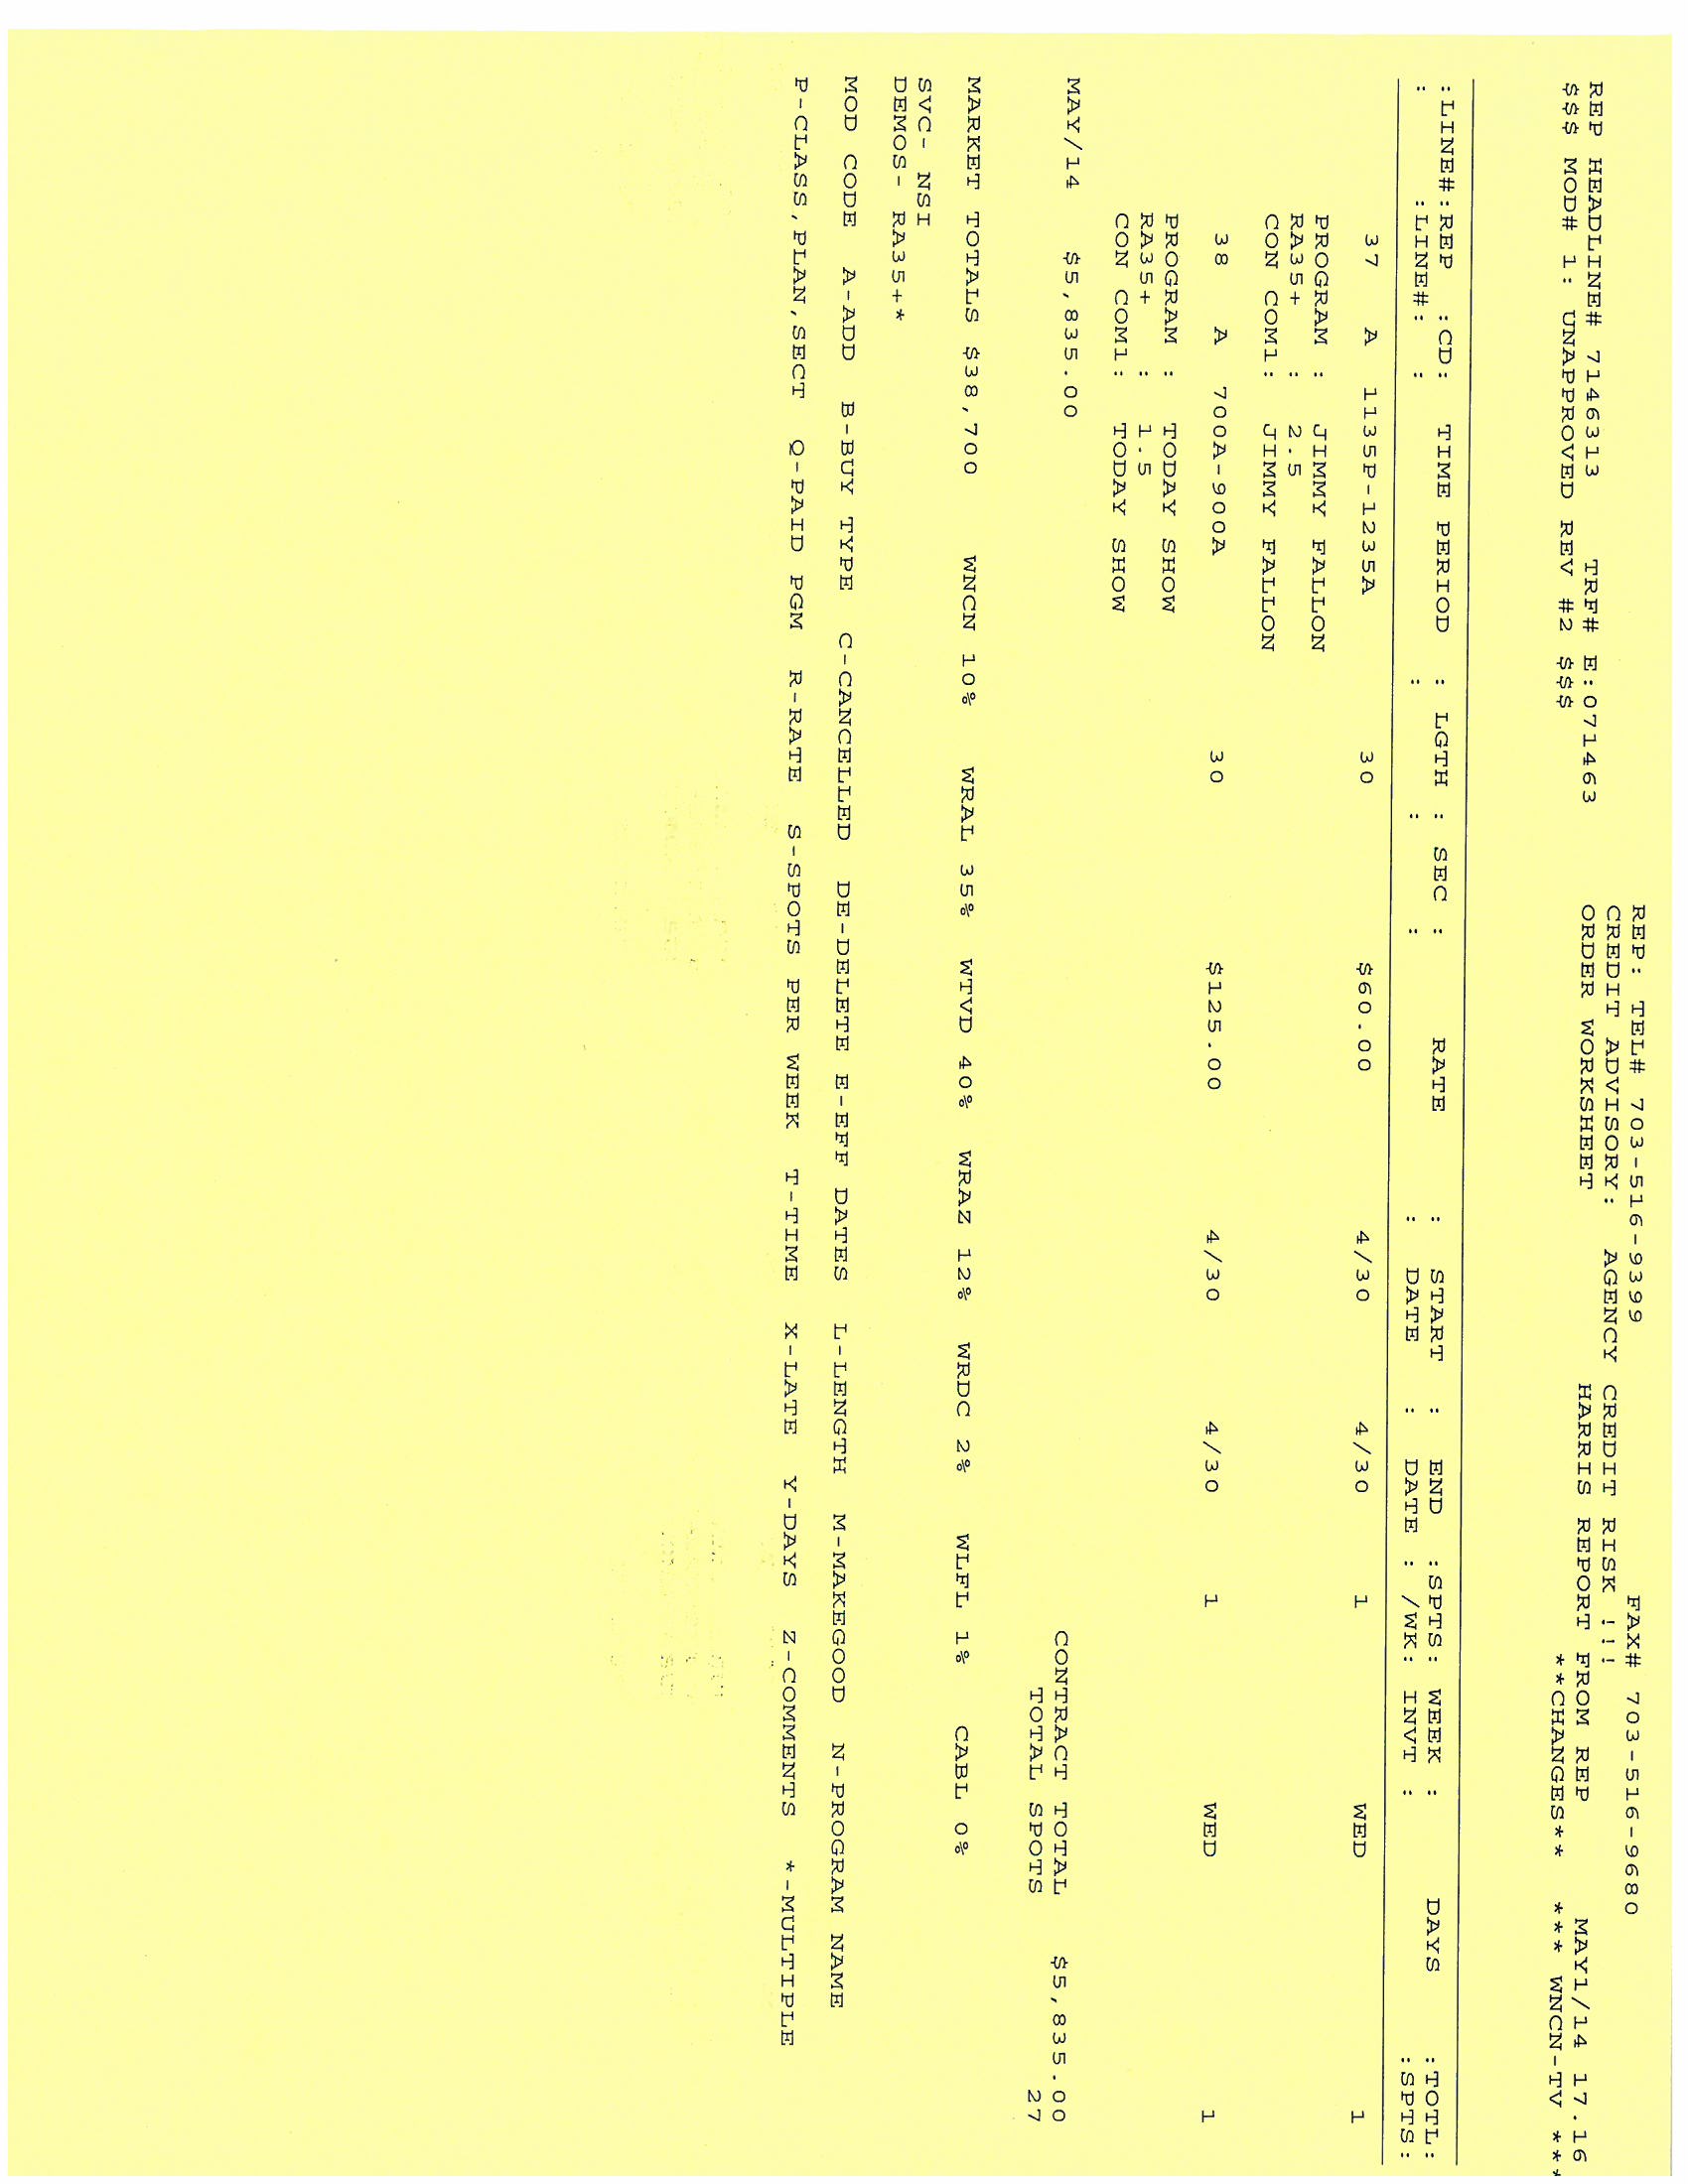 REP: TEL# 703-516-9399 FAX# 703-516-9680
CREDIT ADVISORY: AGENCY CREDIT RISK !!!
REP HEADLINE# 7146313 TRF# E:071463 ORDER WORKSHEET HARRIS REPORT FROM REP MAY1/14 17.16
$$$ MOD# 1: UNAPPROVED REV #2 $$$ **CHANGES** *** WNCN-TV ***
:LINE#:REP :CD: TIME PERIOD : LGTH : SEC : RATE : START : END :SPTS: WEEK : DAYS :TOTL:
: :LINE#: : : : : : DATE : DATE : /WK: INVT : :SPTS:
37 A 1135P-1235A 30 $60.00 4/30 4/30 1 WED 1
PROGRAM : JIMMY FALLON
RA35+ : 2.5
CON COM1: JIMMY FALLON
38 A 700A-900A 30 $125.00 4/30 4/30 1 WED 1
PROGRAM : TODAY SHOW
RA35+ : 1.5
CON COM1: TODAY SHOW
MAY/14 $5,835.00 CONTRACT TOTAL $5,835.00
TOTAL SPOTS 27
MARKET TOTALS $38,700 WNCN 10% WRAL 35% WTVD 40% WRAZ 12% WRDC 2% WLFL 1% CABL 0%
SVC- NSI
DEMOS- RA35+*
MOD CODE A-ADD B-BUY TYPE C-CANCELLED DE-DELETE E-EFF DATES L-LENGTH M-MAKEGOOD N-PROGRAM NAME
P-CLASS,PLAN,SECT Q-PAID PGM R-RATE S-SPOTS PER WEEK T-TIME X-LATE Y-DAYS Z-COMMENTS *-MULTIPLE